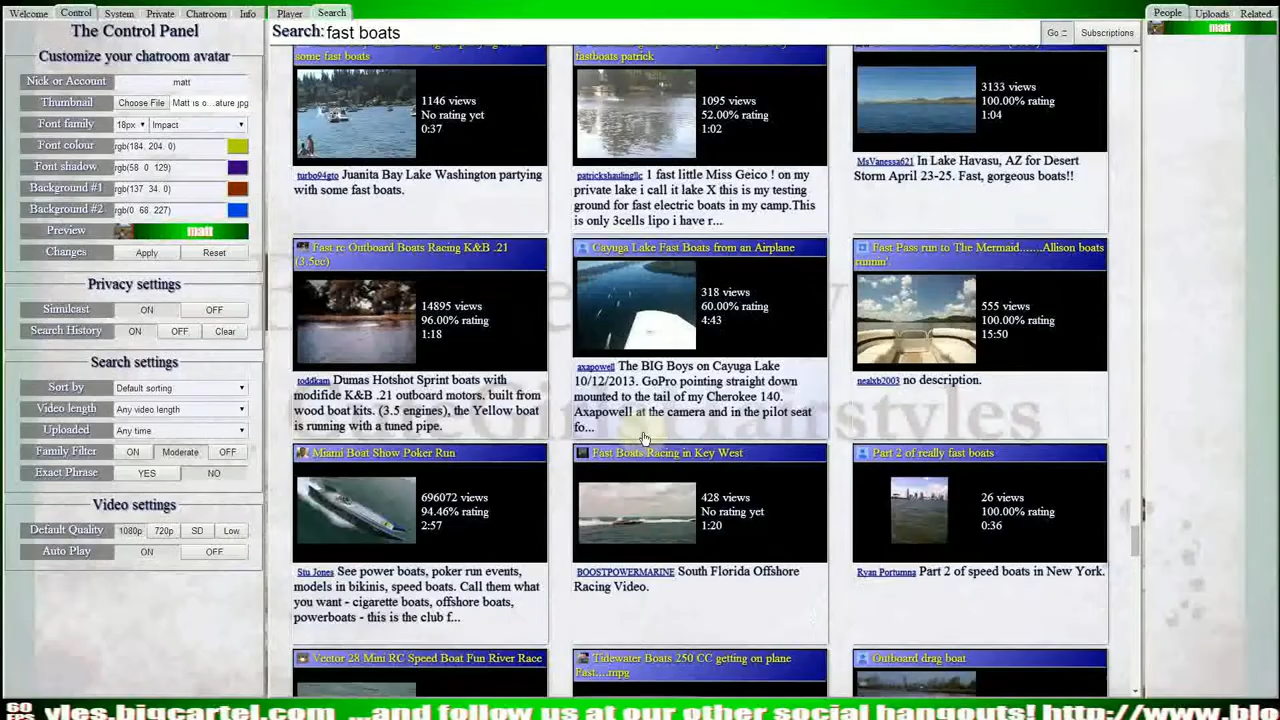 Welcome Control System Private Chatroom Info
The Control Panel
Customize your chatroom avatar
Nick or Account matt
Thumbnail Choose File Matt is o...ature jpg
Font family 18px Impact
Font colour rgb(184, 204, 0)
Font shadow rgb(58 0 129)
Background #1 rgb(137 34, 0)
Background #2 rgb(0 68, 227)
Preview matt
Changes Apply Reset
Privacy settings
Simulcast ON OFF
Search History ON OFF Clear
Search settings
Sort by Default sorting
Video length Any video length
Uploaded Any time
Family Filter ON Moderate OFF
Exact Phrase YES NO
Video settings
Default Quality 1080p 720p SD Low
Auto Play ON OFF
Player Search
Search: fast boats Go :: Subscriptions
some fast boats
1146 views
No rating yet
0:37
turbo94gto Juanita Bay Lake Washington partying
with some fast boats.
fastboats patrick
1095 views
52.00% rating
1:02
patrickshaulingllc 1 fast little Miss Geico ! on my
private lake i call it lake X this is my testing
ground for fast electric boats in my camp.This
is only 3cells lipo i have r...
3133 views
100.00% rating
1:04
MsVanessa621 In Lake Havasu, AZ for Desert
Storm April 23-25. Fast, gorgeous boats!!
Fast rc Outboard Boats Racing K&B .21
(3.5cc)
14895 views
96.00% rating
1:18
toddkam Dumas Hotshot Sprint boats with
modifide K&B .21 outboard motors. built from
wood boat kits. (3.5 engines), the Yellow boat
is running with a tuned pipe.
Cayuga Lake Fast Boats from an Airplane
318 views
60.00% rating
4:43
axapowell The BIG Boys on Cayuga Lake
10/12/2013. GoPro pointing straight down
mounted to the tail of my Cherokee 140.
Axapowell at the camera and in the pilot seat
fo...
Fast Pass run to The Mermaid.......Allison boats
runnin'.
555 views
100.00% rating
15:50
nealxb2003 no description.
Miami Boat Show Poker Run
696072 views
94.46% rating
2:57
Stu Jones See power boats, poker run events,
models in bikinis, speed boats. Call them what
you want - cigarette boats, offshore boats,
powerboats - this is the club f...
Fast Boats Racing in Key West
428 views
No rating yet
1:20
BOOSTPOWERMARINE South Florida Offshore
Racing Video.
Part 2 of really fast boats
26 views
100.00% rating
0:36
Ryan Portumna Part 2 of speed boats in New York.
Vector 28 Mini RC Speed Boat Fun River Race
Tidewater Boats 250 CC getting on plane
Fast....mpg
Outboard drag boat
People Uploads Related
matt
60
FPS yles.bigcartel.com ...and follow us at our other social hangouts! http://www.blo